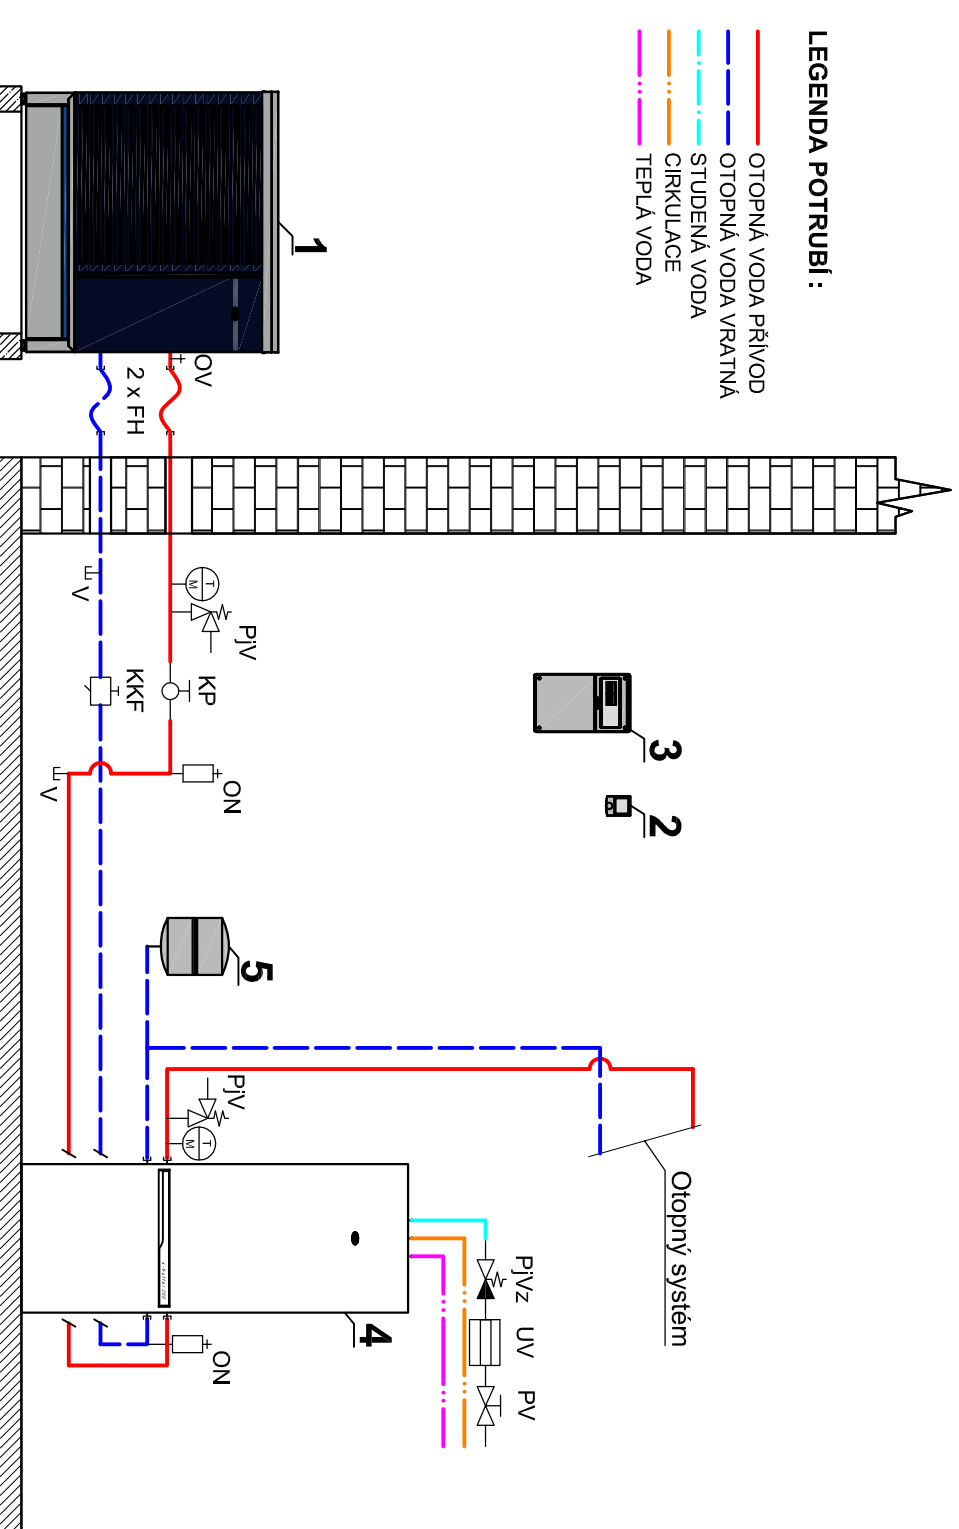 LEGENDA POTRUBÍ :
OTOPNÁ VODA PŘÍVOD
OTOPNÁ VODA VRATNÁ
STUDENÁ VODA
CIRKULACE
TEPLÁ VODA
1
OV
2 x FH
V
T
M
PjV
KKF
KP
V
ON
3
2
5
PjV
T
M
Otopný systém
4
ON
PjVz
UV
PV